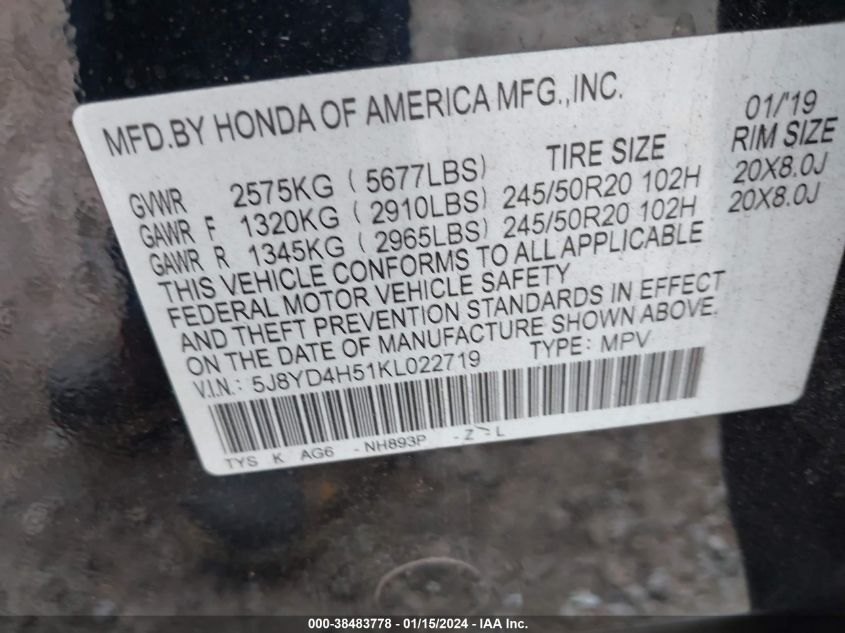 MFD.BY HONDA OF AMERICA MFG.,INC. 01/'19
TIRE SIZE RIM SIZE
GVWR 2575KG ( 5677LBS)
GAWR F 1320KG ( 2910LBS) 245/50R20 102H 20X8.0J
GAWR R 1345KG ( 2965LBS) 245/50R20 102H 20X8.0J
THIS VEHICLE CONFORMS TO ALL APPLICABLE
FEDERAL MOTOR VEHICLE SAFETY
AND THEFT PREVENTION STANDARDS IN EFFECT
ON THE DATE OF MANUFACTURE SHOWN ABOVE.
V.I.N.: 5J8YD4H51KL022719 TYPE: MPV
TYS K AG6 -NH893P -Z-L
000-38483778 - 01/15/2024 - IAA Inc.